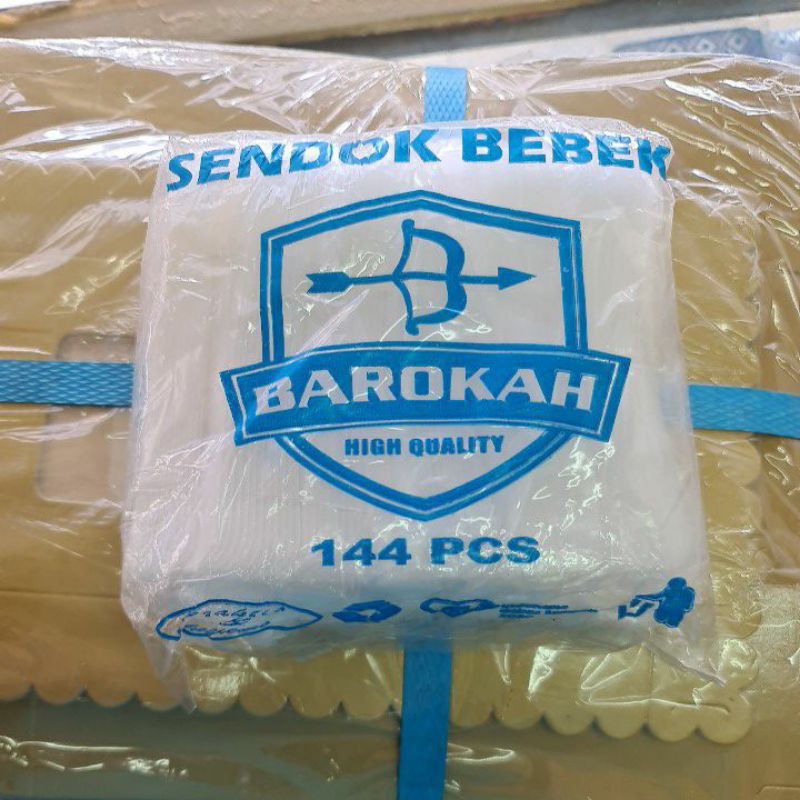 SENDOK BEBEK
BAROKAH
HIGH QUALITY
144 PCS